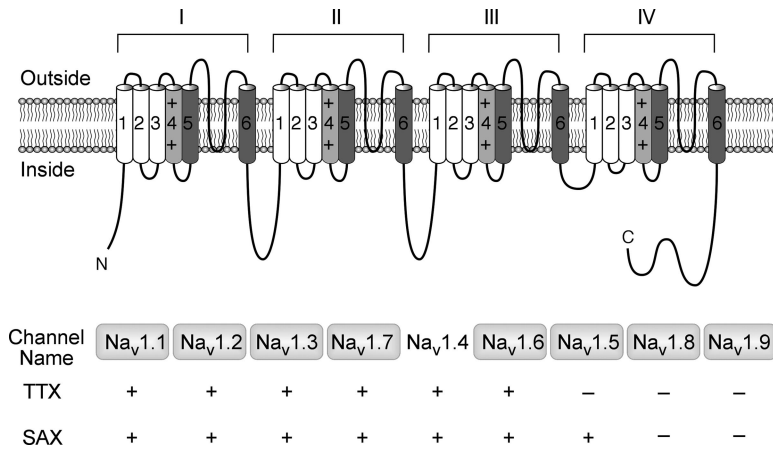 I II III IV
Outside
+ + + +
1 2 3 4 5 6 1 2 3 4 5 6 1 2 3 4 5 6 1 2 3 4 5 6
+ + + +
Inside
C
N
Channel Name Nav1.1 Nav1.2 Nav1.3 Nav1.7 Nav1.4 Nav1.6 Nav1.5 Nav1.8 Nav1.9
TTX + + + + + + – – –
SAX + + + + + + + – –